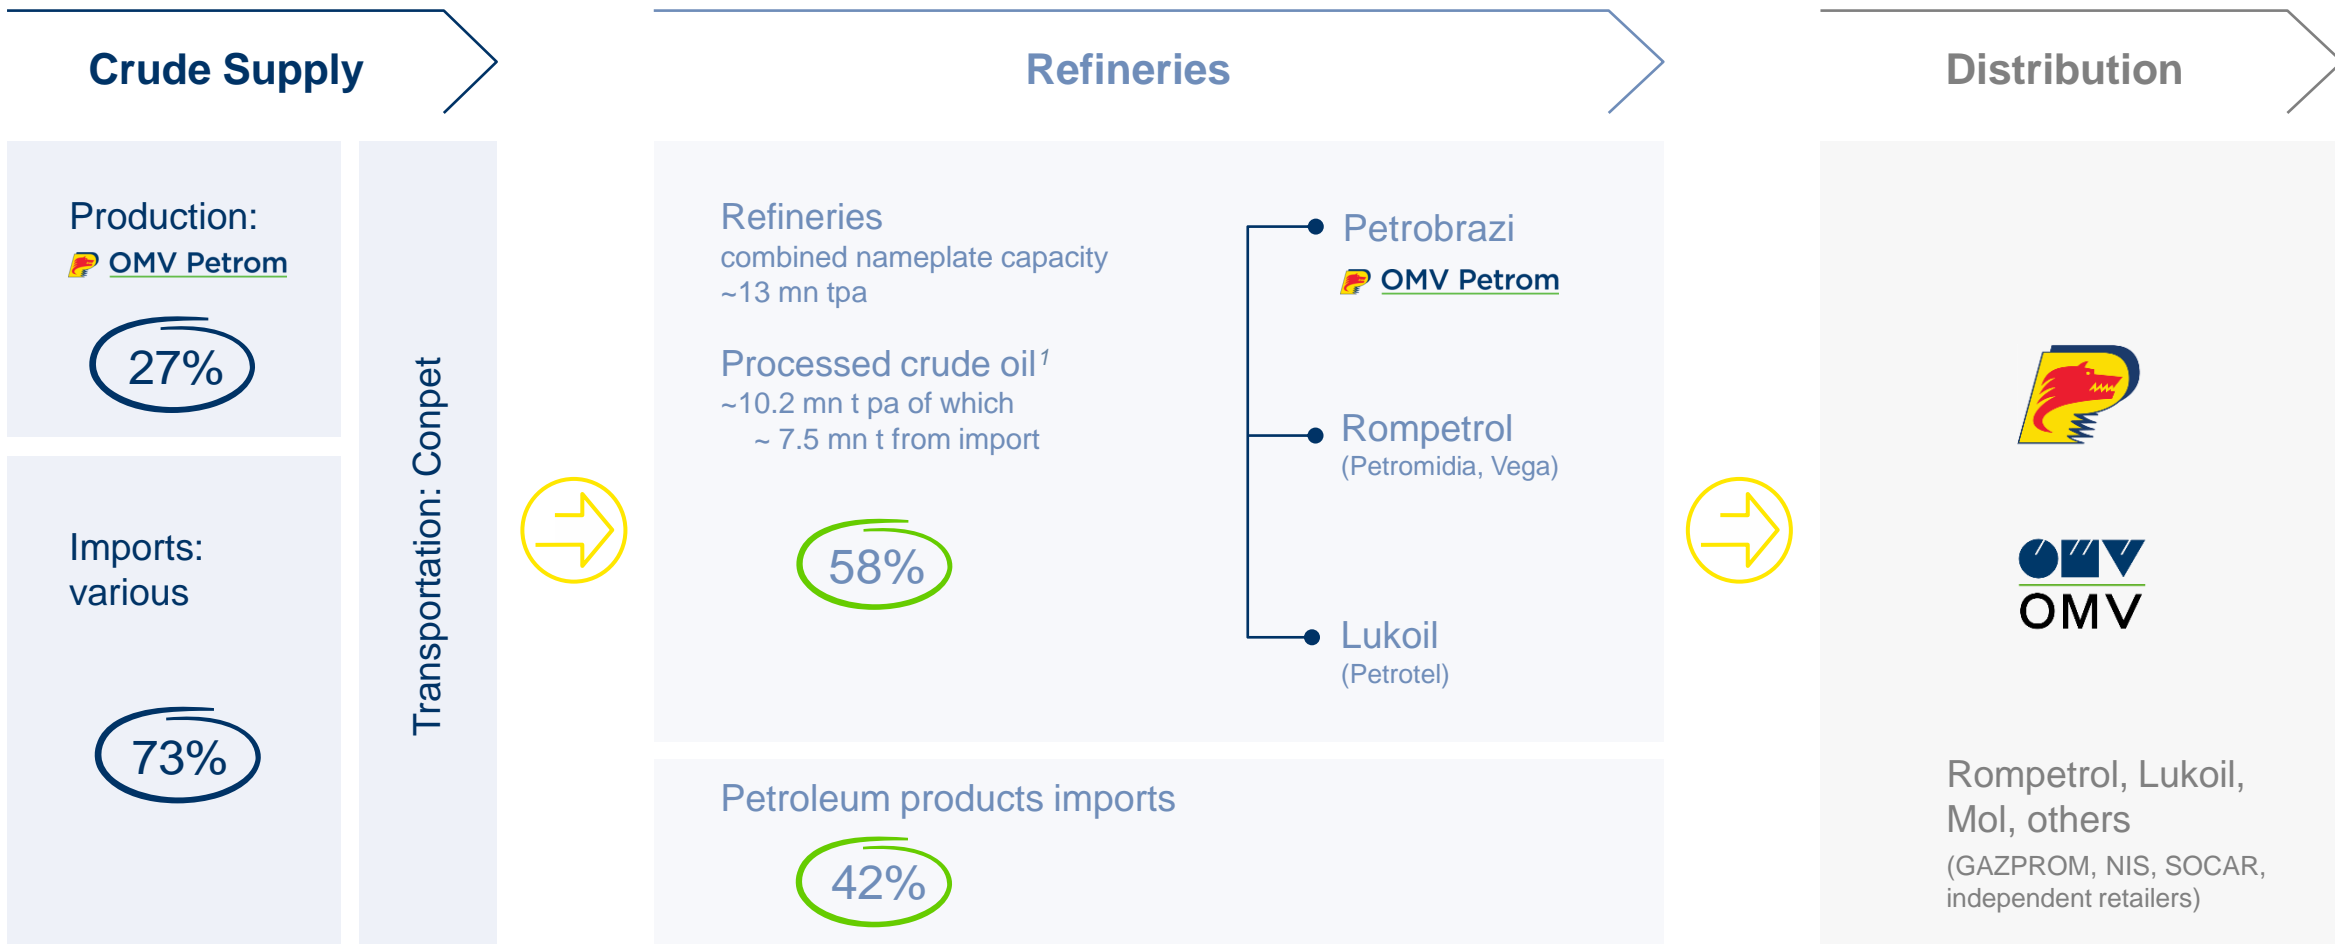 Crude Supply
Refineries
Distribution
Production:
OMV Petrom
27%
Imports:
various
73%
Transportation: Conpet
Refineries
combined nameplate capacity
~13 mn tpa
Processed crude oil¹
~10.2 mn t pa of which
~ 7.5 mn t from import
58%
Petrobrazi
OMV Petrom
Rompetrol
(Petromidia, Vega)
Lukoil
(Petrotel)
Petroleum products imports
42%
OMV
OMV
Rompetrol, Lukoil,
Mol, others
(GAZPROM, NIS, SOCAR,
independent retailers)